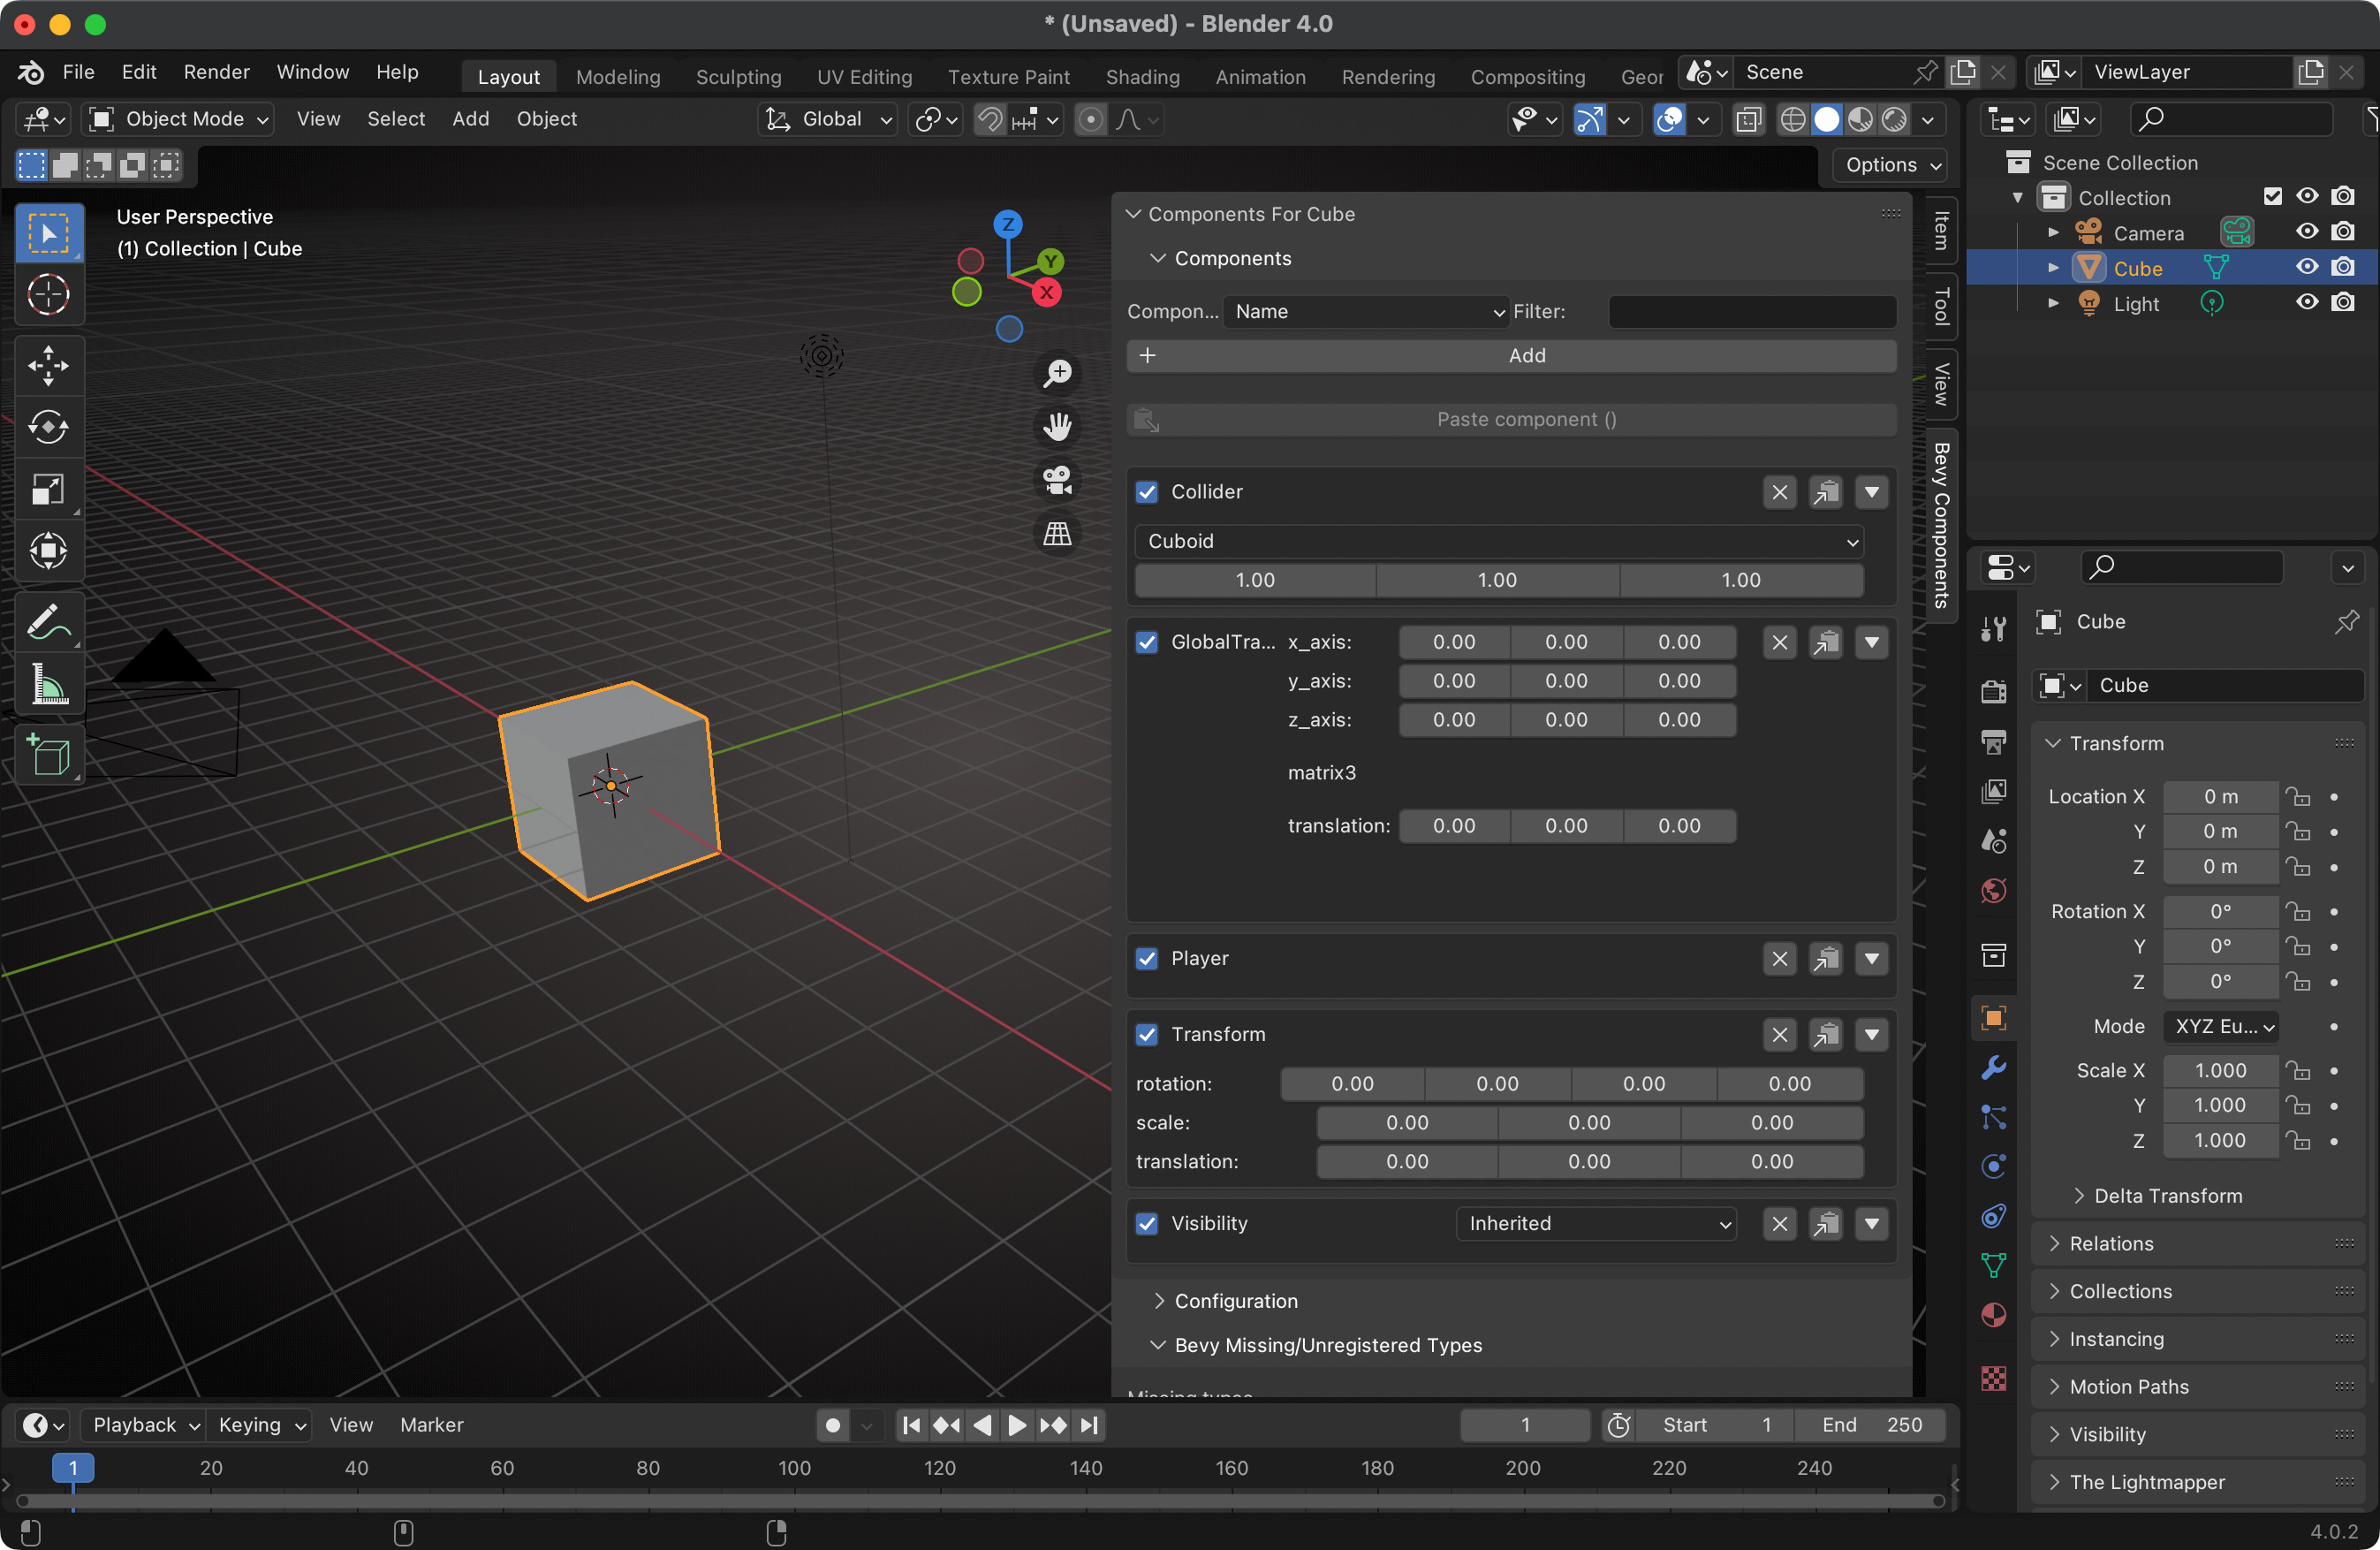 * (Unsaved) - Blender 4.0
File Edit Render Window Help Layout Modeling Sculpting UV Editing Texture Paint Shading Animation Rendering Compositing Scene ViewLayer
Object Mode View Select Add Object Global
Options
User Perspective
(1) Collection | Cube
Z
Y
X
Components For Cube
Components
Compon... Name Filter:
Add
Paste component ()
Collider
Cuboid
1.00 1.00 1.00
GlobalTra... x_axis: 0.00 0.00 0.00
y_axis: 0.00 0.00 0.00
z_axis: 0.00 0.00 0.00
matrix3
translation: 0.00 0.00 0.00
Player
Transform
rotation: 0.00 0.00 0.00 0.00
scale: 0.00 0.00 0.00
translation: 0.00 0.00 0.00
Visibility Inherited
Configuration
Bevy Missing/Unregistered Types
Item
Tool
View
Bevy Components
Scene Collection
Collection
Camera
Cube
Light
Cube
Cube
Transform
Location X 0 m
Y 0 m
Z 0 m
Rotation X 0°
Y 0°
Z 0°
Mode XYZ Eu...
Scale X 1.000
Y 1.000
Z 1.000
Delta Transform
Relations
Collections
Instancing
Motion Paths
Visibility
The Lightmapper
Playback Keying View Marker 1 Start 1 End 250
1 20 40 60 80 100 120 140 160 180 200 220 240
4.0.2